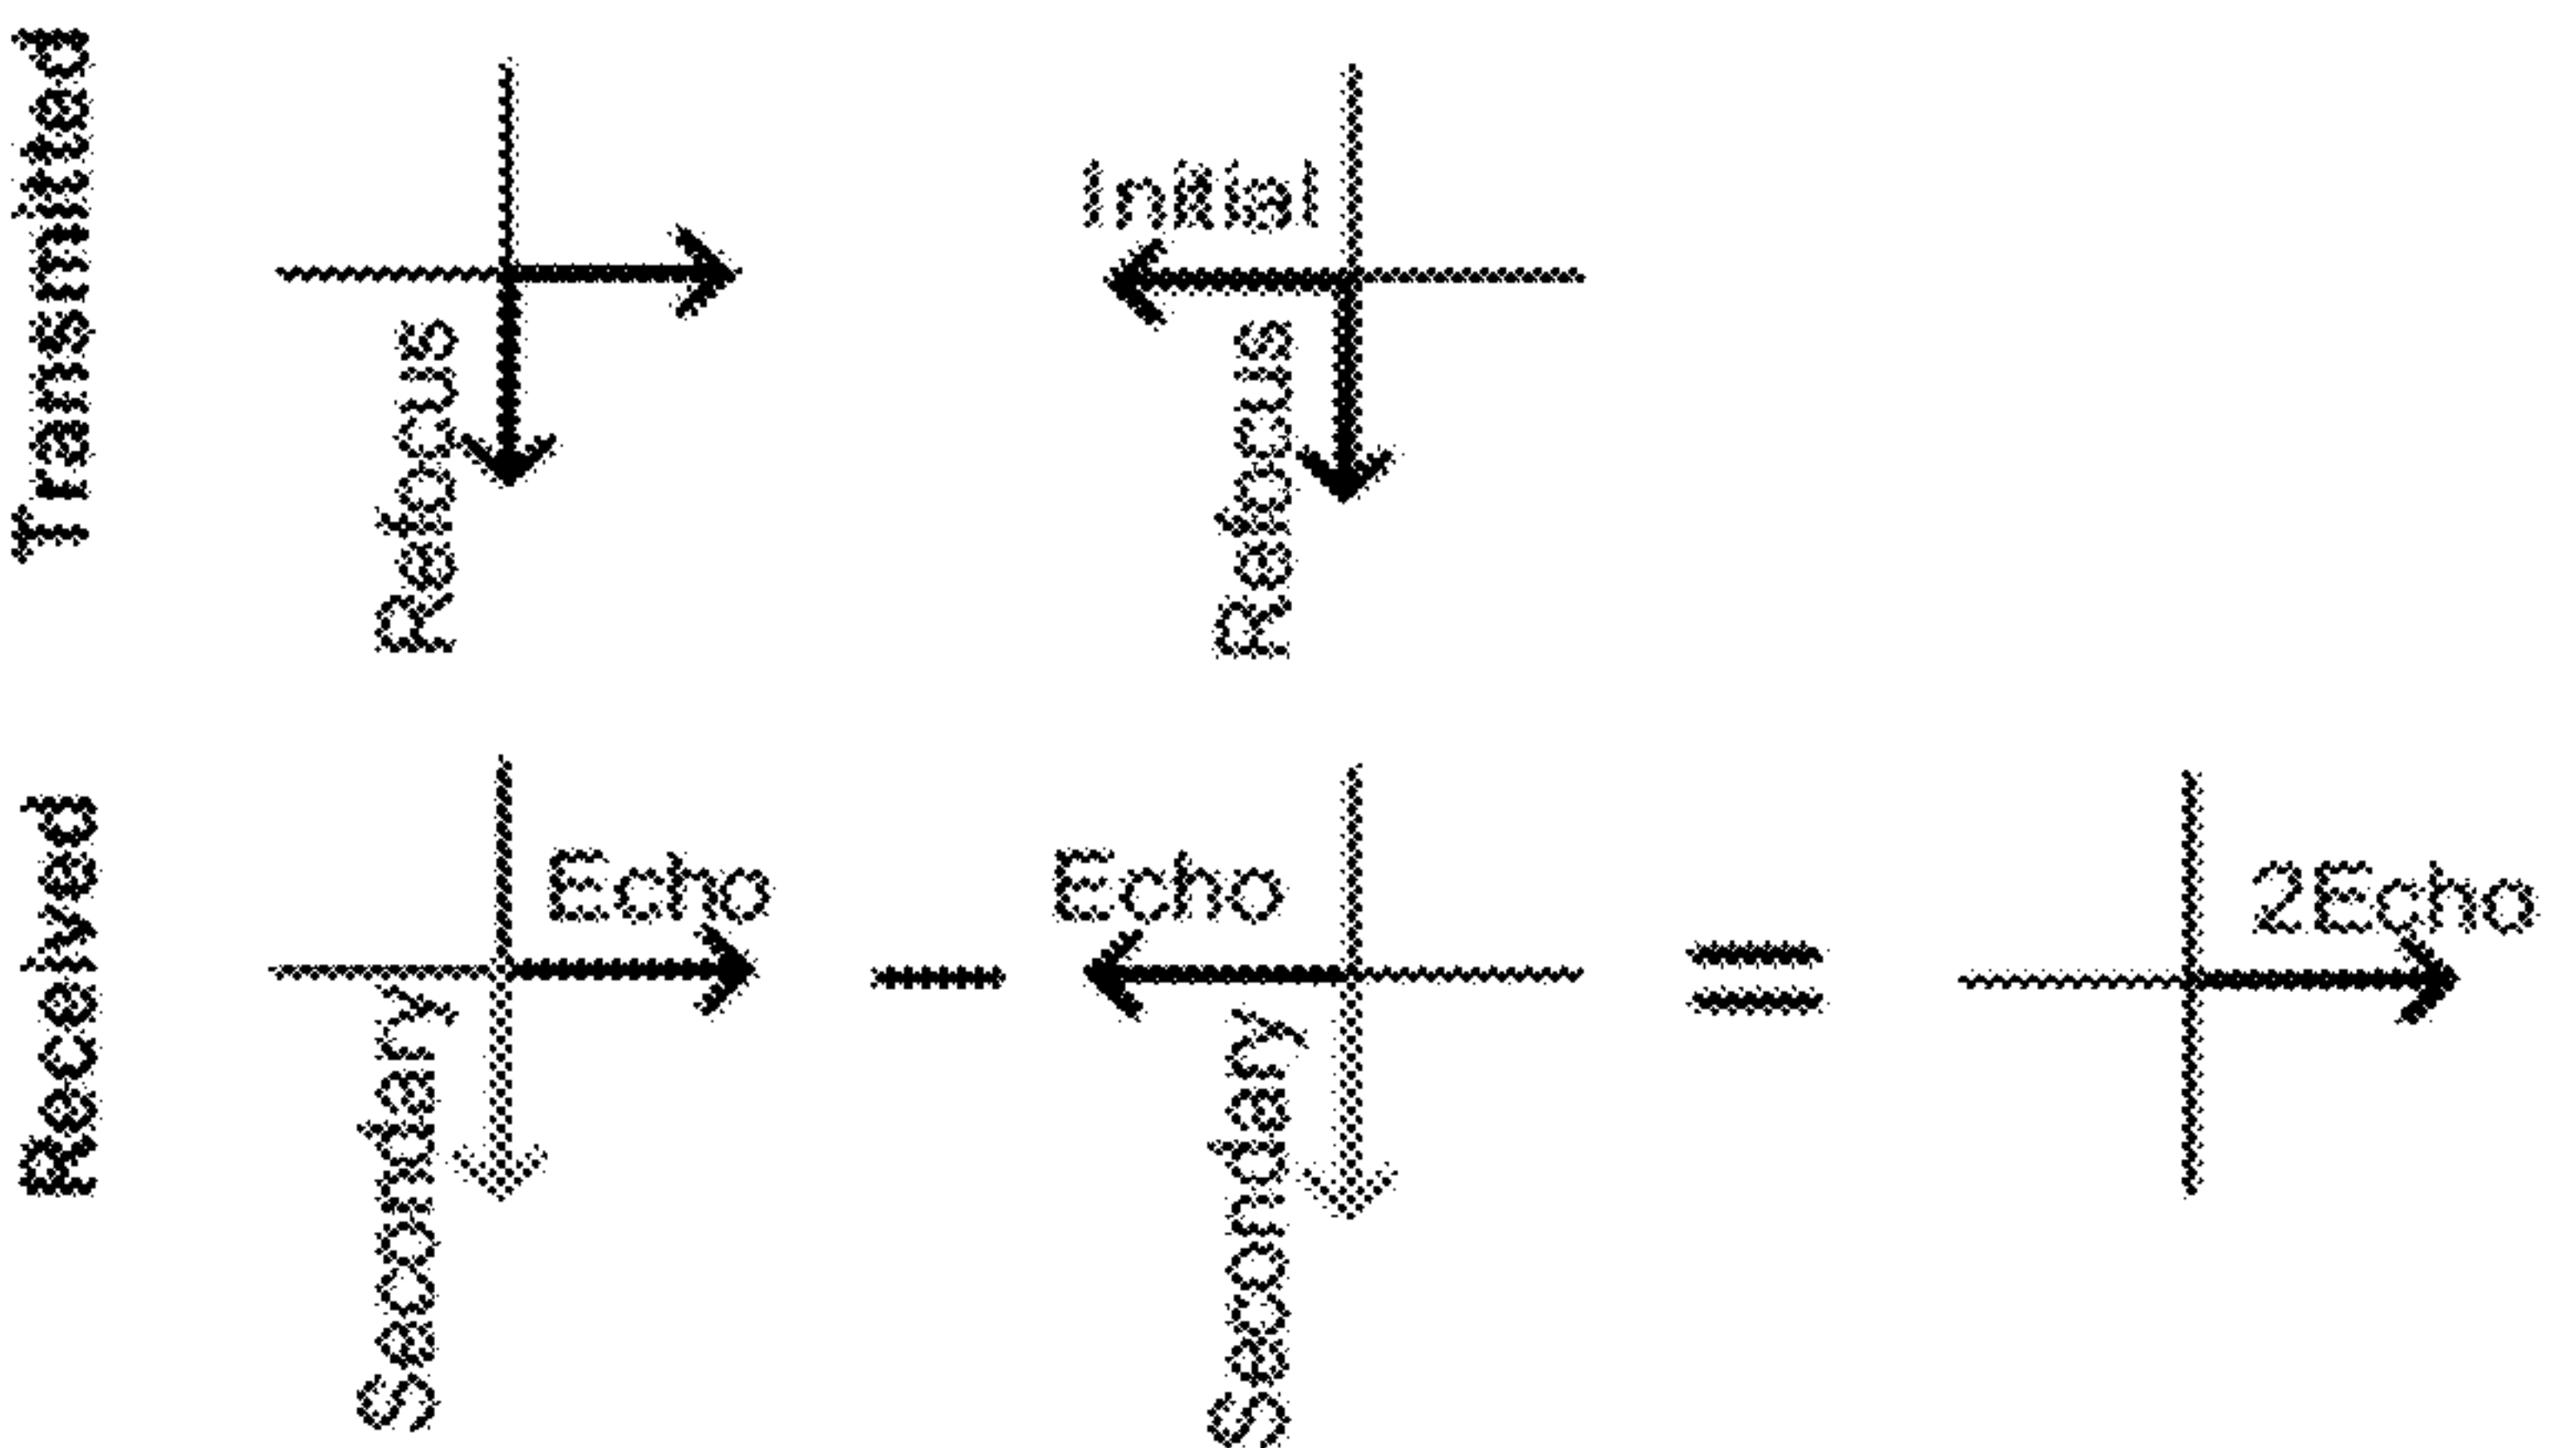 Transmitted
Initial
Refocus
Refocus
Received
Echo
Echo
2Echo
—
=
Secondary
Secondary